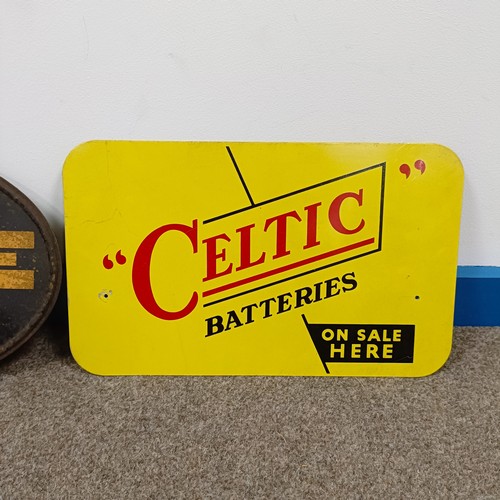 “CELTIC”
BATTERIES
ON SALE
HERE